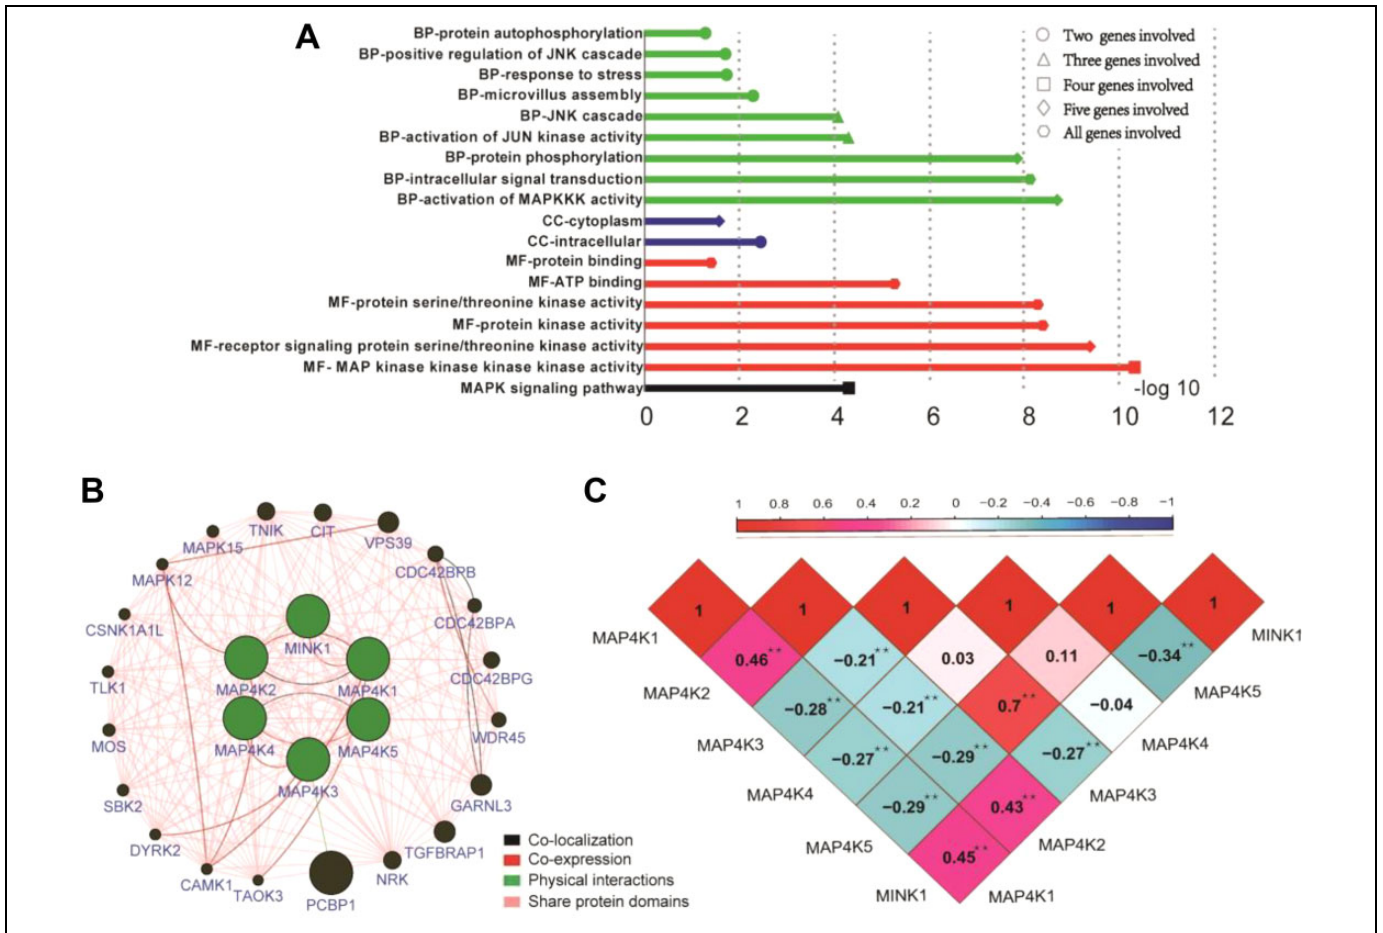 A
BP-protein autophosphorylation
BP-positive regulation of JNK cascade
BP-response to stress
BP-microvillus assembly
BP-JNK cascade
BP-activation of JUN kinase activity
BP-protein phosphorylation
BP-intracellular signal transduction
BP-activation of MAPKKK activity
CC-cytoplasm
CC-intracellular
MF-protein binding
MF-ATP binding
MF-protein serine/threonine kinase activity
MF-protein kinase activity
MF-receptor signaling protein serine/threonine kinase activity
MF- MAP kinase kinase kinase kinase activity
MAPK signaling pathway
Two genes involved
Three genes involved
Four genes involved
Five genes involved
All genes involved
-log 10
0 2 4 6 8 10 12
B
TNIK
CIT
VPS39
MAPK15
CDC42BPB
MAPK12
CDC42BPA
CSNK1A1L
MINK1
CDC42BPG
TLK1
MAP4K2
MAP4K1
WDR45
MOS
MAP4K4
MAP4K5
SBK2
MAP4K3
GARNL3
DYRK2
TGFBRAP1
CAMK1
TAOK3
PCBP1
NRK
Co-localization
Co-expression
Physical interactions
Share protein domains
C
1 0.8 0.6 0.4 0.2 0 −0.2 −0.4 −0.6 −0.8 −1
1 1 1 1 1 1
MAP4K1 MINK1
0.46** −0.21** 0.03 0.11 −0.34**
MAP4K2 MAP4K5
−0.28** −0.21** 0.7** −0.04
MAP4K3 MAP4K4
−0.27** −0.29** −0.27**
MAP4K4 MAP4K3
−0.29** 0.43**
MAP4K5 MAP4K2
0.45**
MINK1 MAP4K1